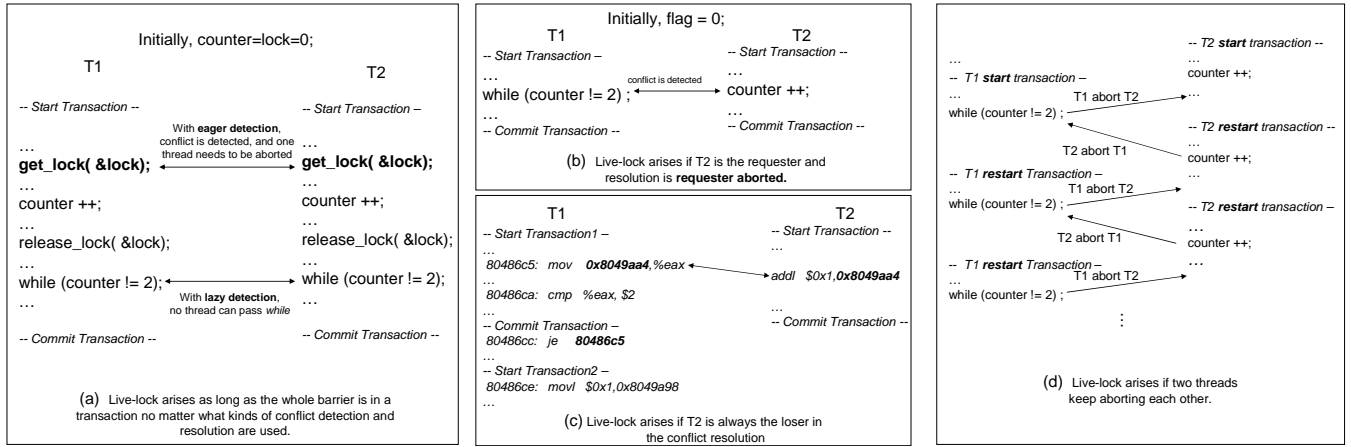 Initially, counter=lock=0;
T1
T2
-- Start Transaction --
-- Start Transaction –
…
With eager detection,
conflict is detected, and one
thread needs to be aborted
…
get_lock( &lock);
get_lock( &lock);
…
…
counter ++;
counter ++;
…
…
release_lock( &lock);
release_lock( &lock);
…
…
while (counter != 2);
while (counter != 2);
…
With lazy detection,
no thread can pass while
…
-- Commit Transaction --
-- Commit Transaction --
(a) Live-lock arises as long as the whole barrier is in a
transaction no matter what kinds of conflict detection and
resolution are used.
Initially, flag = 0;
T1
T2
-- Start Transaction –
-- Start Transaction --
…
…
conflict is detected
while (counter != 2) ;
counter ++;
…
…
-- Commit Transaction –
-- Commit Transaction --
(b) Live-lock arises if T2 is the requester and
resolution is requester aborted.
T1
T2
-- Start Transaction1 –
-- Start Transaction --
…
…
80486c5: mov 0x8049aa4,%eax
addl $0x1,0x8049aa4
…
80486ca: cmp %eax, $2
…
…
-- Commit Transaction –
-- Commit Transaction --
80486cc: je 80486c5
…
-- Start Transaction2 –
80486ce: movl $0x1,0x8049a98
…
(c) Live-lock arises if T2 is always the loser in
the conflict resolution
-- T2 start transaction --
…
…
counter ++;
-- T1 start transaction –
…
…
T1 abort T2
while (counter != 2) ;
-- T2 restart transaction --
…
T2 abort T1
counter ++;
-- T1 restart Transaction –
…
…
T1 abort T2
while (counter != 2) ;
-- T2 restart transaction –
…
T2 abort T1
counter ++;
…
-- T1 restart Transaction –
T1 abort T2
…
while (counter != 2) ;
⋮
(d) Live-lock arises if two threads
keep aborting each other.